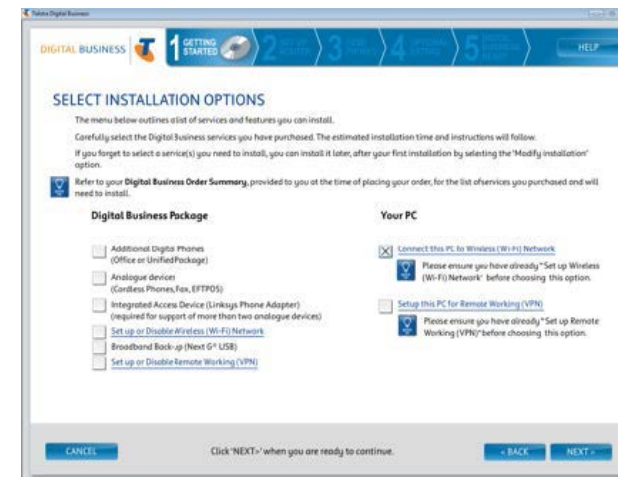 Telstra Digital Business
DIGITAL BUSINESS
1 GETTING STARTED
2
3
4
5
HELP
SELECT INSTALLATION OPTIONS
The menu below outlines a list of services and features you can install.
Carefully select the Digital Business services you have purchased. The estimated installation time and instructions will follow.
If you forget to select a service(s) you need to install, you can install it later, after your first installation by selecting the 'Modify installation'
option.
Refer to your Digital Business Order Summary, provided to you at the time of placing your order, for the list of services you purchased and will
need to install.
Digital Business Package
Additional Digita Phones
(Office or Unified Package)
Analogue devices
(Cordless Phones, Fax, EFTPOS)
Integrated Access Device (Linksys Phone Adapter)
(required for support of more than two analogue devices)
Set up or Disable Wireless (Wi-Fi) Network
Broadband Back-up (Next G® USB)
Set up or Disable Remote Working (VPN)
Your PC
Connect this PC to Wireless (Wi-Fi) Network
Please ensure you have already "Set up Wireless
(Wi-Fi) Network" before choosing this option.
Setup this PC for Remote Working (VPN)
Please ensure you have already "Set up Remote
Working (VPN)" before choosing this option.
CANCEL
Click 'NEXT>' when you are ready to continue.
< BACK
NEXT >